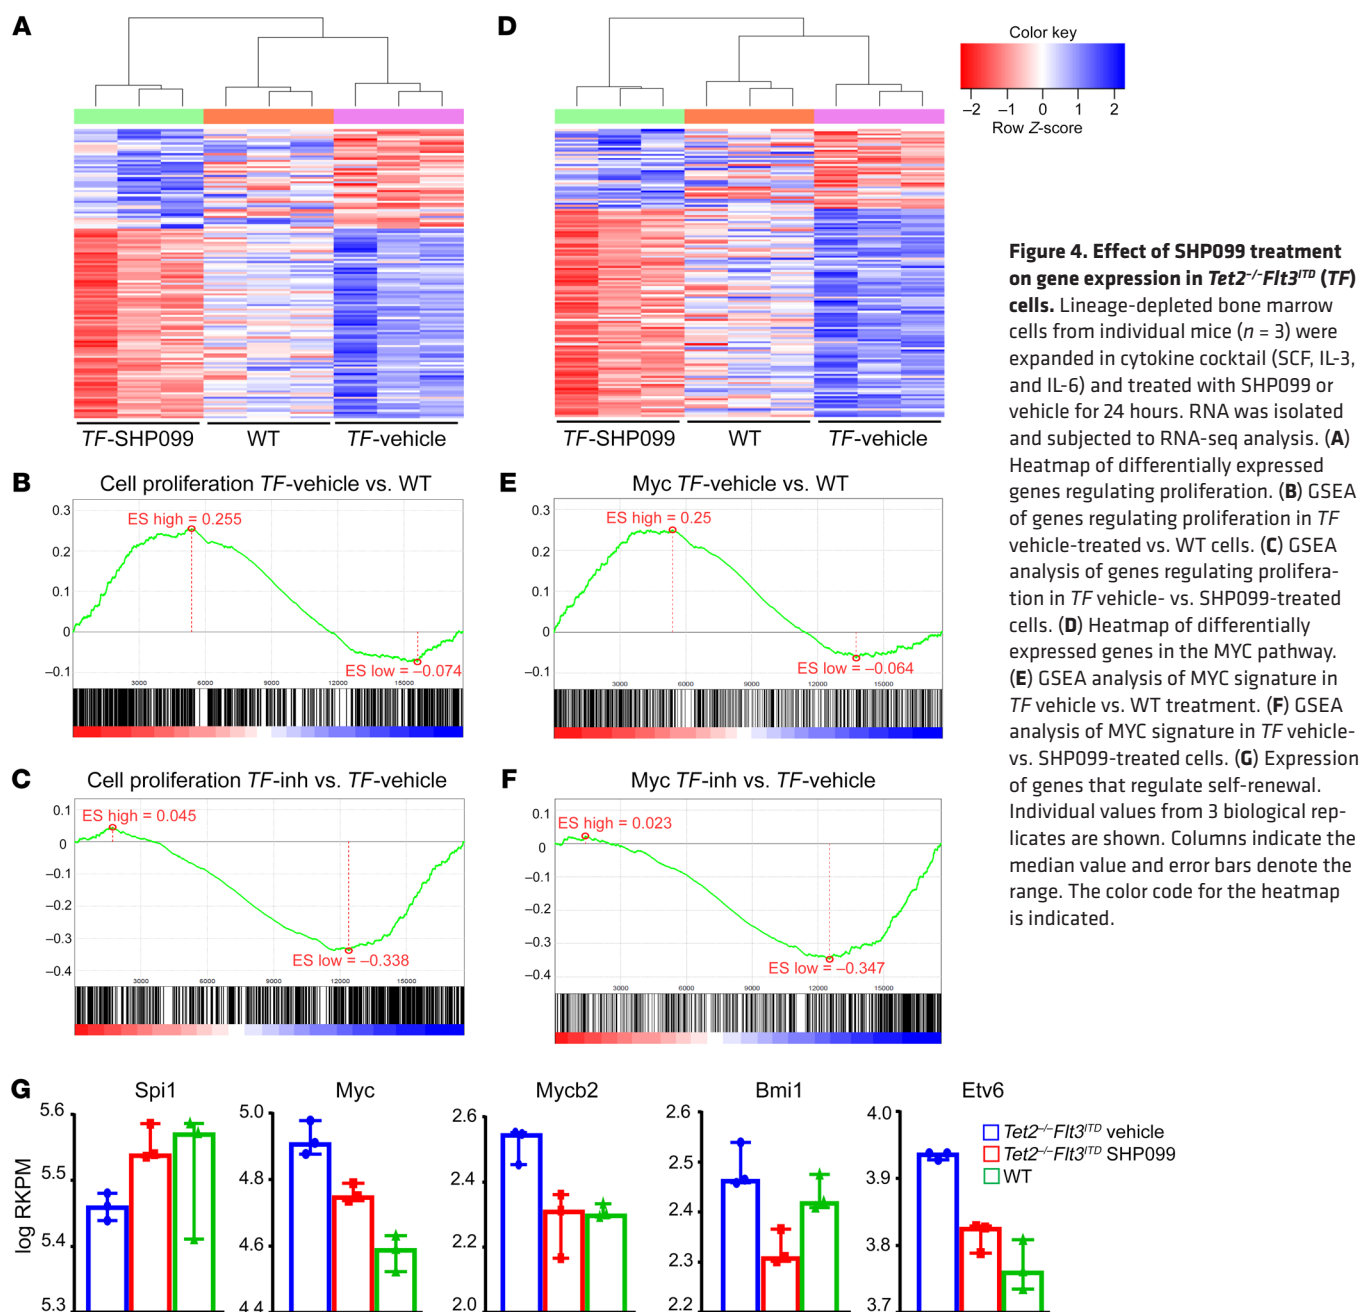 A
D
Color key
−2 −1 0 1 2
Row Z-score
TF-SHP099 WT TF-vehicle
TF-SHP099 WT TF-vehicle
B
Cell proliferation TF-vehicle vs. WT
0.3
0.2
0.1
0
−0.1
ES high = 0.255
ES low = −0.074
3000 6000 9000 12000 15000
E
Myc TF-vehicle vs. WT
0.3
0.2
0.1
0
−0.1
ES high = 0.25
ES low = −0.064
3000 6000 9000 12000 15000
C
Cell proliferation TF-inh vs. TF-vehicle
0.1
0
−0.1
−0.2
−0.3
−0.4
ES high = 0.045
ES low = −0.338
3000 6000 9000 12000 15000
F
Myc TF-inh vs. TF-vehicle
0.1
0
−0.1
−0.2
−0.3
−0.4
ES high = 0.023
ES low = −0.347
3000 6000 9000 12000 15000
Figure 4. Effect of SHP099 treatment
on gene expression in Tet2−/−Flt3ITD (TF)
cells. Lineage-depleted bone marrow
cells from individual mice (n = 3) were
expanded in cytokine cocktail (SCF, IL-3,
and IL-6) and treated with SHP099 or
vehicle for 24 hours. RNA was isolated
and subjected to RNA-seq analysis. (A)
Heatmap of differentially expressed
genes regulating proliferation. (B) GSEA
of genes regulating proliferation in TF
vehicle-treated vs. WT cells. (C) GSEA
analysis of genes regulating prolifera-
tion in TF vehicle- vs. SHP099-treated
cells. (D) Heatmap of differentially
expressed genes in the MYC pathway.
(E) GSEA analysis of MYC signature in
TF vehicle vs. WT treatment. (F) GSEA
analysis of MYC signature in TF vehicle-
vs. SHP099-treated cells. (G) Expression
of genes that regulate self-renewal.
Individual values from 3 biological rep-
licates are shown. Columns indicate the
median value and error bars denote the
range. The color code for the heatmap
is indicated.
G
log RKPM
Spi1
5.6
5.5
5.4
5.3
Myc
5.0
4.8
4.6
4.4
Mycb2
2.6
2.4
2.2
2.0
Bmi1
2.6
2.5
2.4
2.3
2.2
Etv6
4.0
3.9
3.8
3.7
Tet2−/−Flt3ITD vehicle
Tet2−/−Flt3ITD SHP099
WT